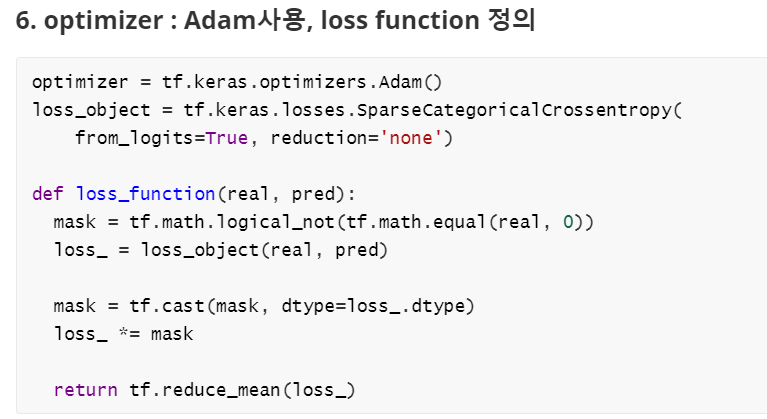 6. optimizer : Adam사용, loss function 정의
optimizer = tf.keras.optimizers.Adam()
loss_object = tf.keras.losses.SparseCategoricalCrossentropy(
    from_logits=True, reduction='none')
def loss_function(real, pred):
  mask = tf.math.logical_not(tf.math.equal(real, 0))
  loss_ = loss_object(real, pred)
  mask = tf.cast(mask, dtype=loss_.dtype)
  loss_ *= mask
  return tf.reduce_mean(loss_)